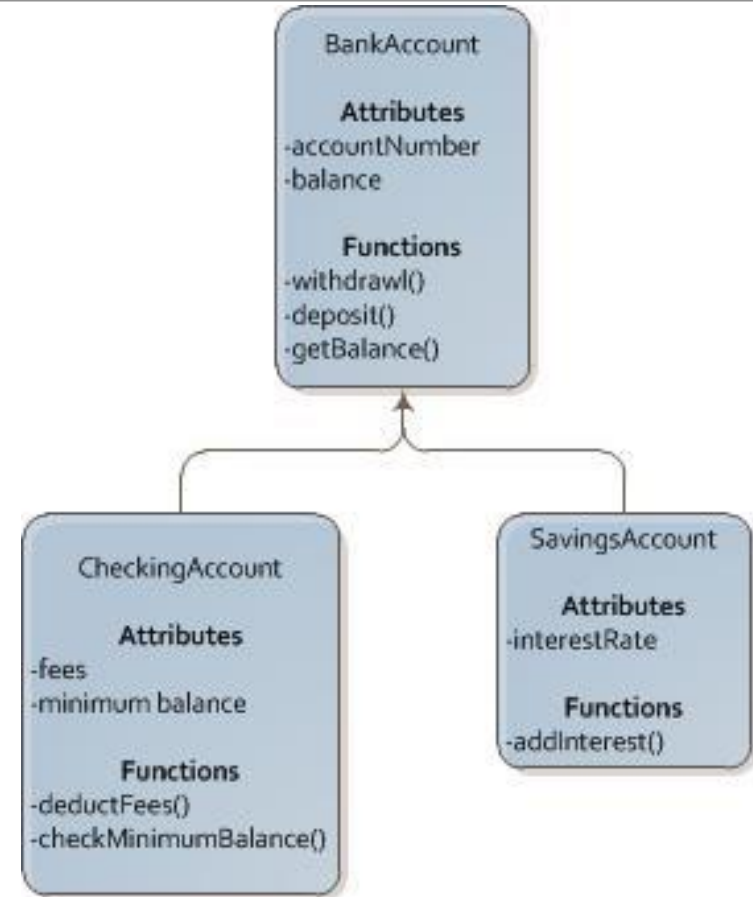 BankAccount
Attributes
-accountNumber
-balance
Functions
-withdrawl()
-deposit()
-getBalance()
CheckingAccount
Attributes
-fees
-minimum balance
Functions
-deductFees()
-checkMinimumBalance()
SavingsAccount
Attributes
-interestRate
Functions
-addInterest()